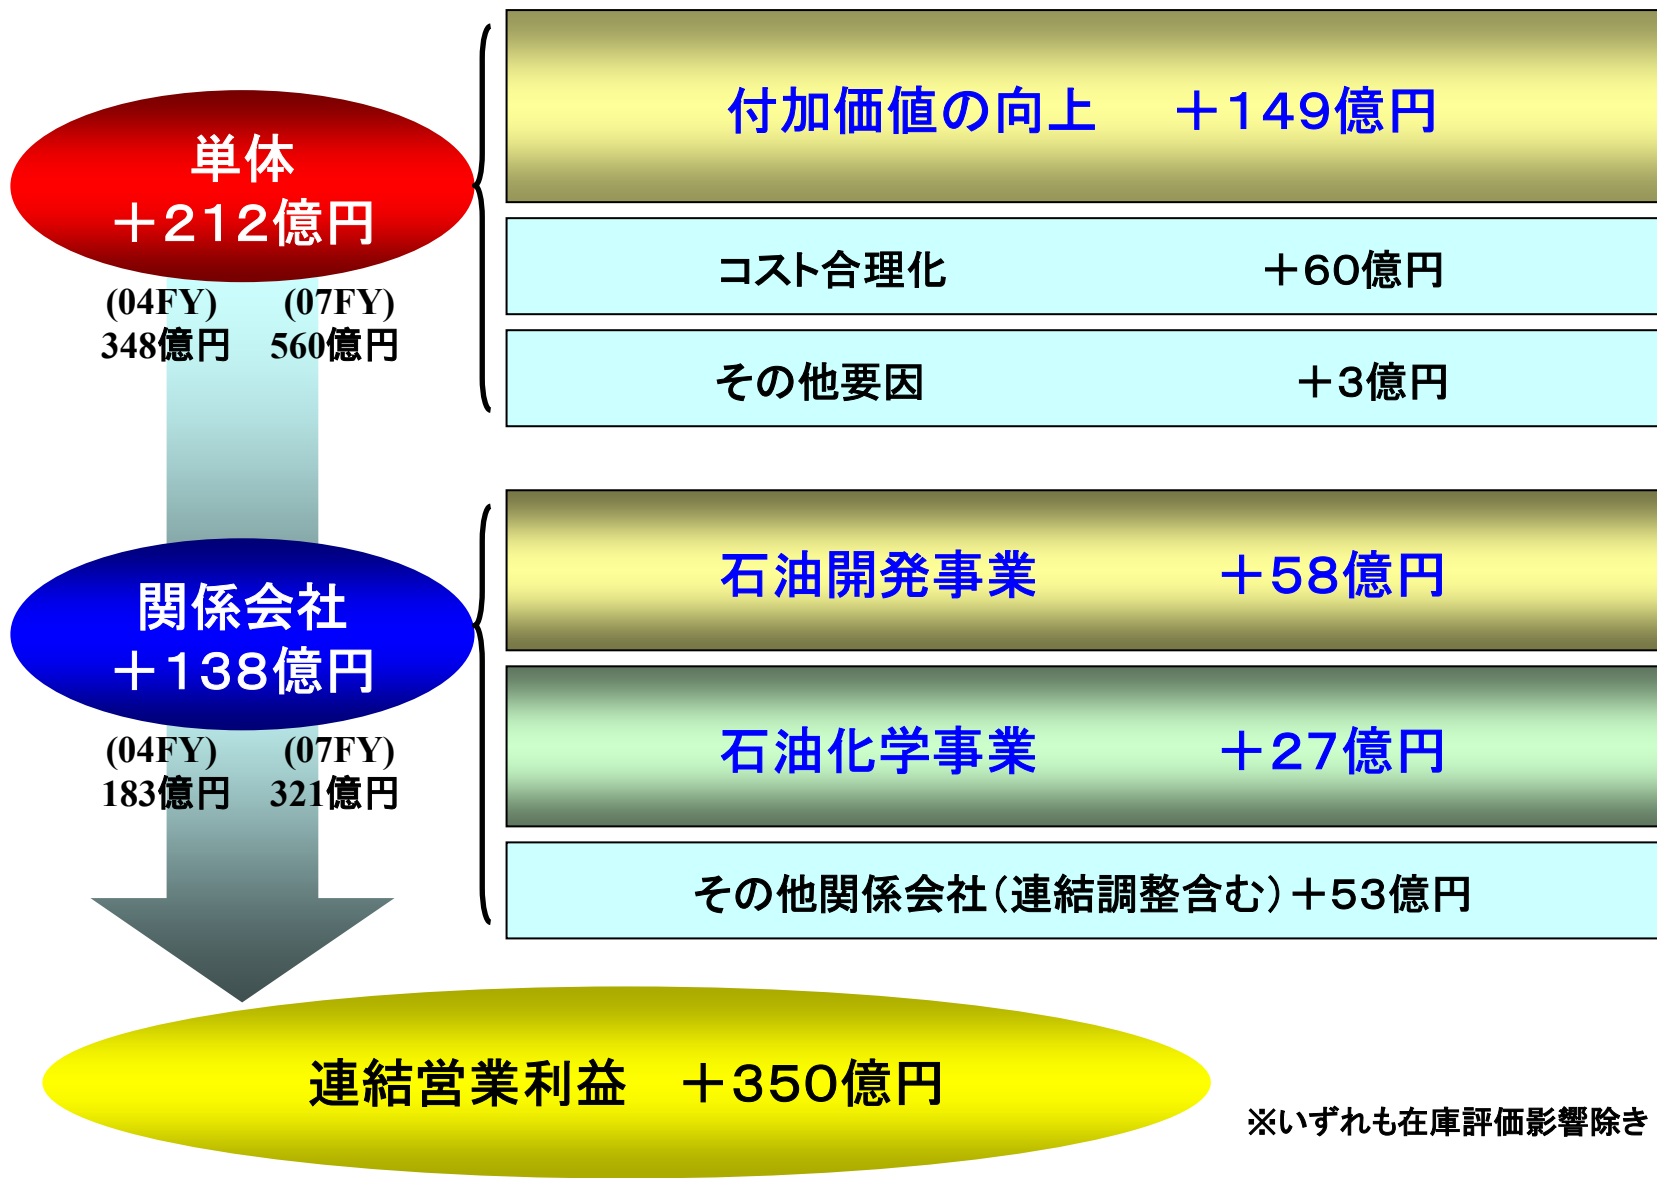 付加価値の向上　＋149億円
単体
＋212億円
コスト合理化　＋60億円
(04FY)　(07FY)
348億円　560億円
その他要因　＋3億円
石油開発事業　＋58億円
関係会社
＋138億円
石油化学事業　＋27億円
(04FY)　(07FY)
183億円　321億円
その他関係会社（連結調整含む）＋53億円
連結営業利益　＋350億円
※いずれも在庫評価影響除き